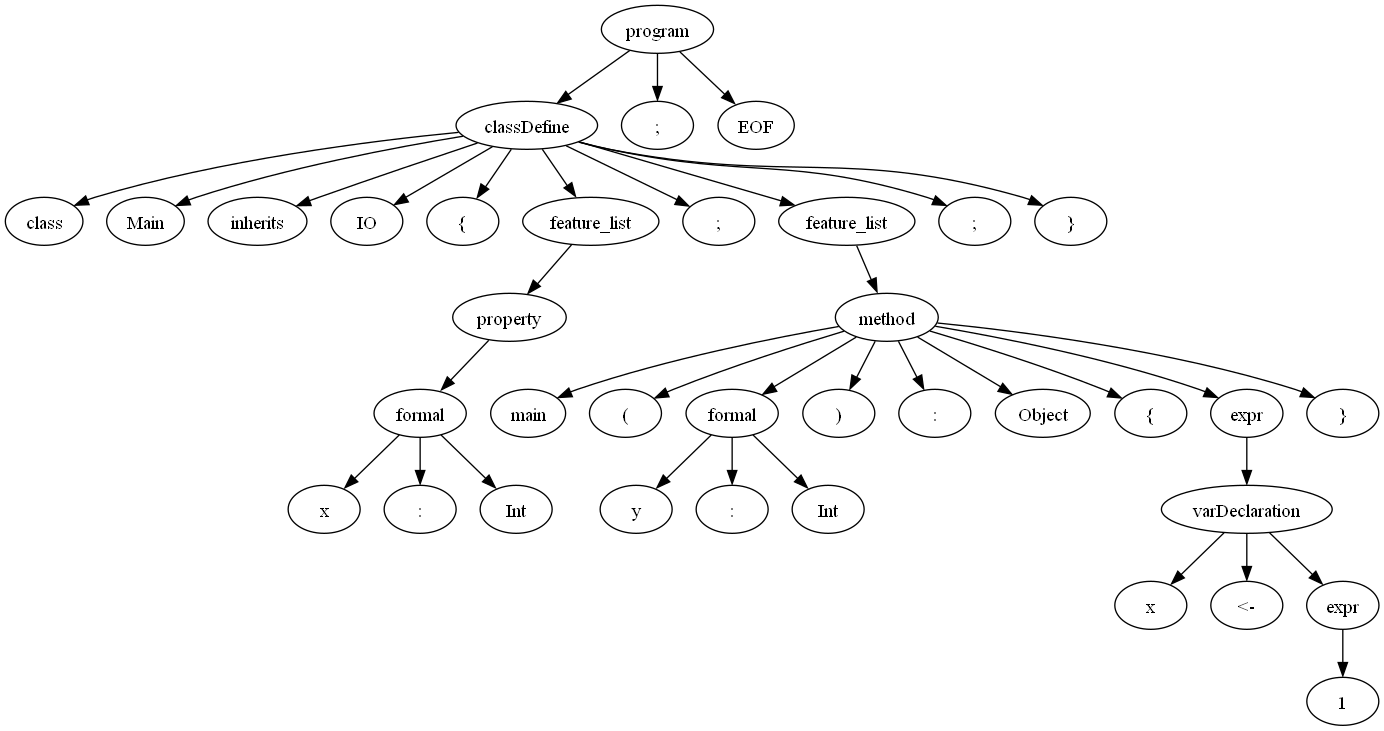 program
classDefine ; EOF
class Main inherits IO { feature_list ; feature_list ; }
property method
formal main ( formal ) : Object { expr }
x : Int y : Int varDeclaration
x <- expr
1